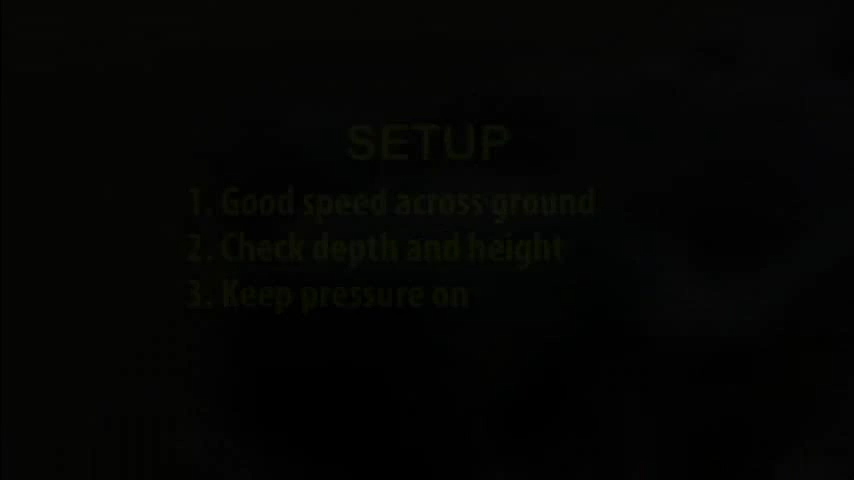 SETUP
1. Good speed across ground
2. Check depth and height
3. Keep pressure on